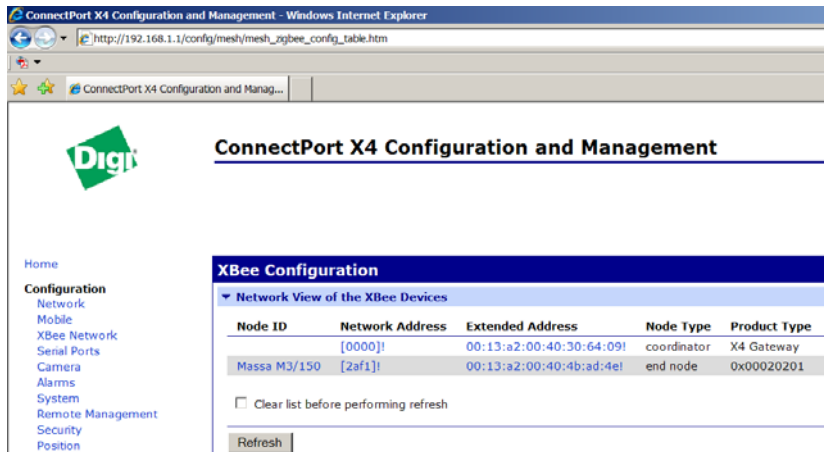 ConnectPort X4 Configuration and Management - Windows Internet Explorer
http://192.168.1.1/config/mesh/mesh_zigbee_config_table.htm
ConnectPort X4 Configuration and Manag...
Digi
ConnectPort X4 Configuration and Management
Home
Configuration
Network
Mobile
XBee Network
Serial Ports
Camera
Alarms
System
Remote Management
Security
Position
XBee Configuration
Network View of the XBee Devices
Node ID Network Address Extended Address Node Type Product Type
[0000]! 00:13:a2:00:40:30:64:09! coordinator X4 Gateway
Massa M3/150 [2af1]! 00:13:a2:00:40:4b:ad:4e! end node 0x00020201
Clear list before performing refresh
Refresh